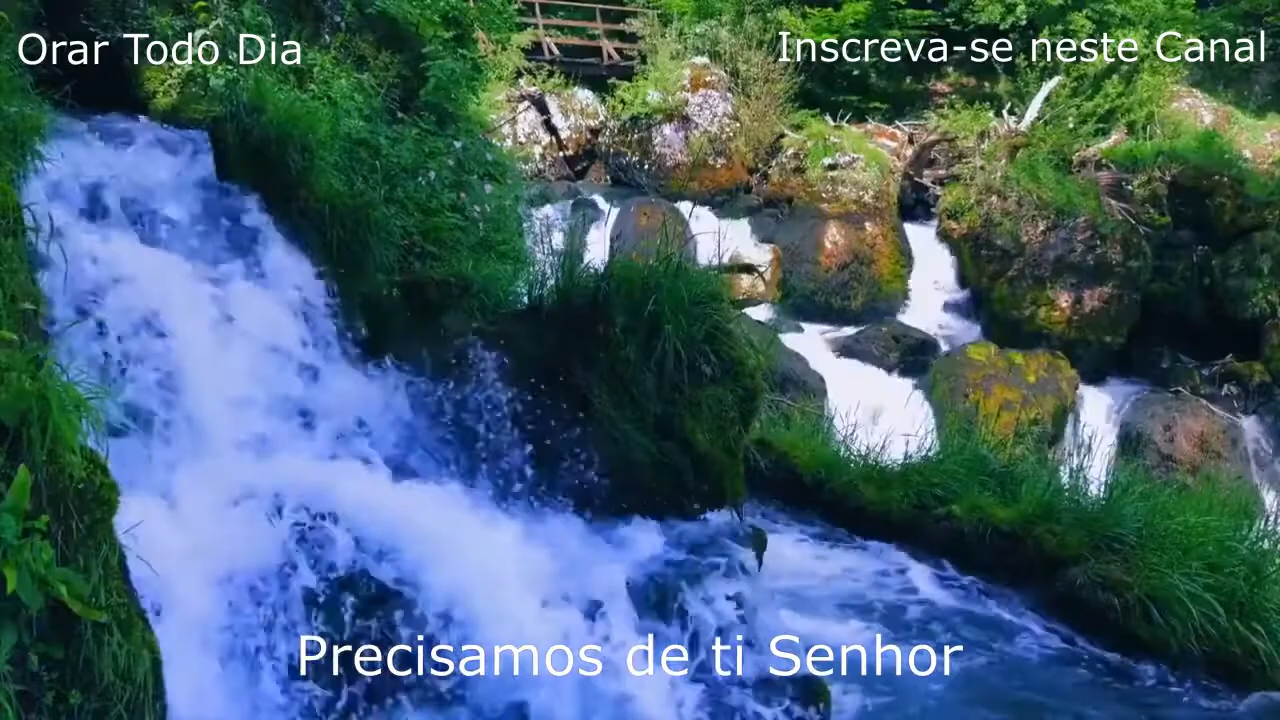 Orar Todo Dia
Inscreva-se neste Canal
Precisamos de ti Senhor